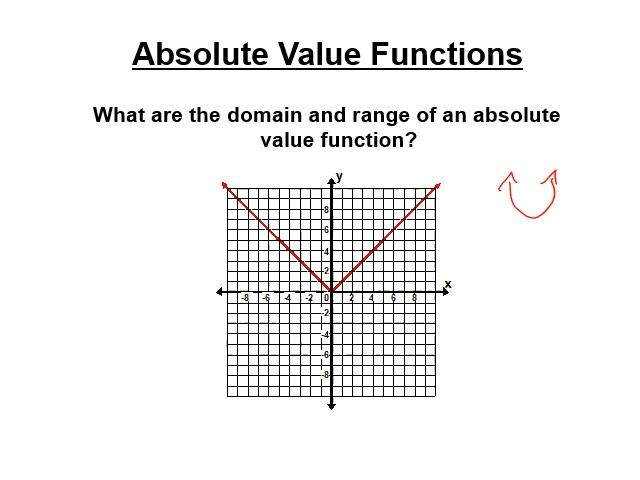 Absolute Value Functions
What are the domain and range of an absolute
value function?
y
8
6
4
2
-8 -6 -4 -2 0 2 4 6 8 x
-2
-4
-6
-8